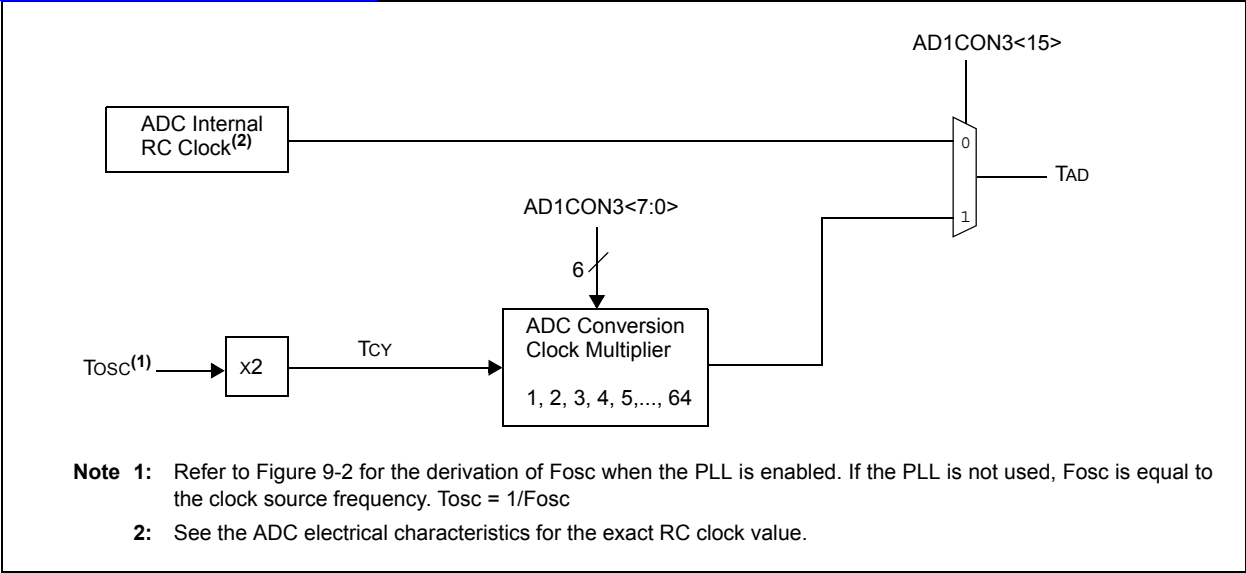 AD1CON3<15>
ADC Internal
RC Clock(2)
0
TAD
AD1CON3<7:0>
1
6
ADC Conversion
Clock Multiplier
1, 2, 3, 4, 5,..., 64
TOSC(1)
x2
TCY
Note 1: Refer to Figure 9-2 for the derivation of Fosc when the PLL is enabled. If the PLL is not used, Fosc is equal to
the clock source frequency. Tosc = 1/Fosc
2: See the ADC electrical characteristics for the exact RC clock value.